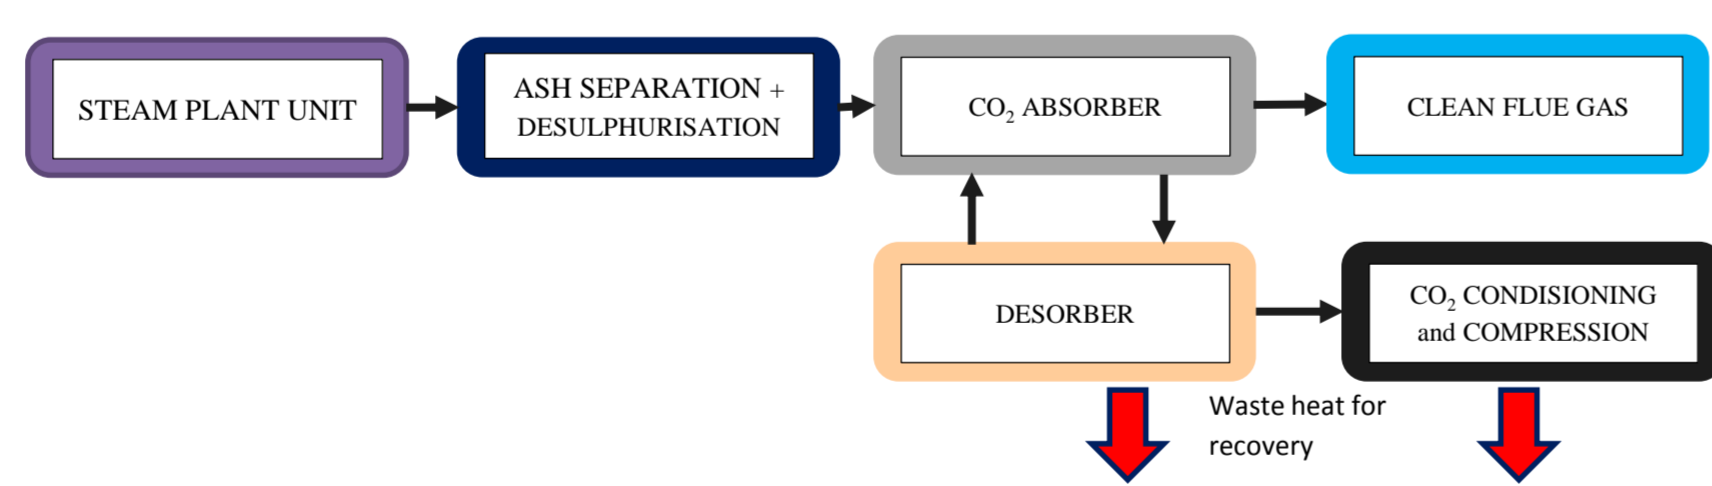 STEAM PLANT UNIT
ASH SEPARATION +
DESULPHURISATION
CO₂ ABSORBER
CLEAN FLUE GAS
DESORBER
CO₂ CONDISIONING
and COMPRESSION
Waste heat for
recovery